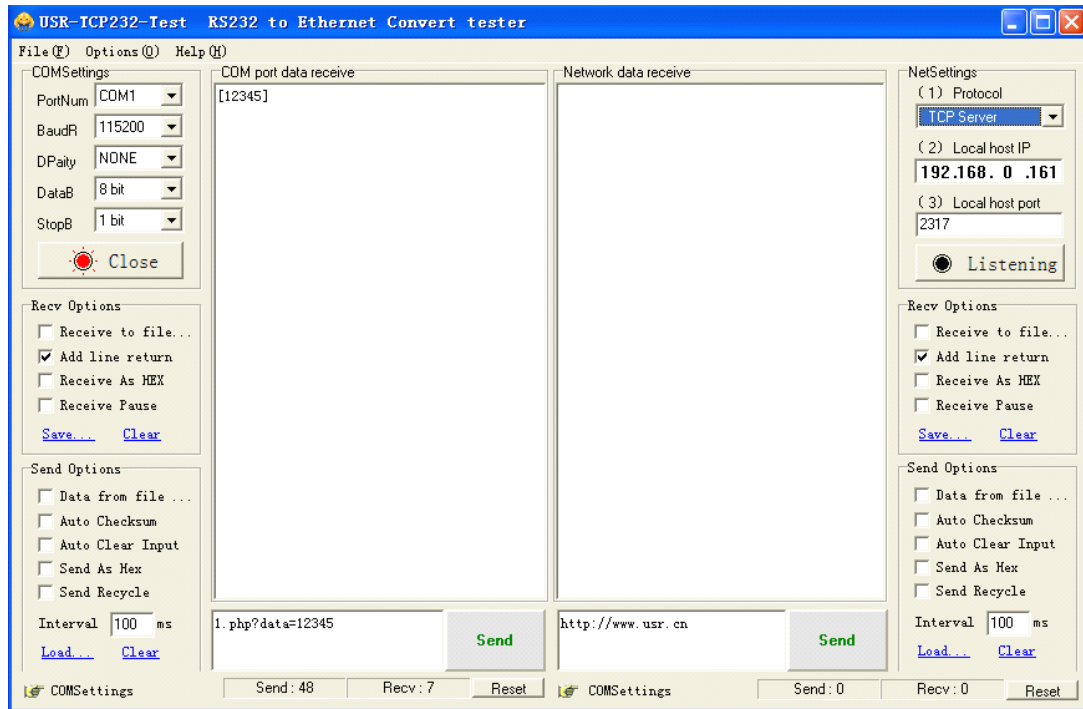 USR-TCP232-Test   RS232 to Ethernet Convert tester
File(F)  Options(O)  Help(H)
COMSettings
PortNum COM1
BaudR 115200
DPaity NONE
DataB 8 bit
StopB 1 bit
Close
Recv Options
Receive to file...
Add line return
Receive As HEX
Receive Pause
Save...   Clear
Send Options
Data from file ...
Auto Checksum
Auto Clear Input
Send As Hex
Send Recycle
Interval 100 ms
Load...   Clear
COMSettings
COM port data receive
[12345]
1.php?data=12345
Send
Send : 48   Recv : 7   Reset
Network data receive
http://www.usr.cn
Send
COMSettings   Send : 0   Recv : 0   Reset
NetSettings
(1) Protocol
TCP Server
(2) Local host IP
192.168. 0 .161
(3) Local host port
2317
Listening
Recv Options
Receive to file...
Add line return
Receive As HEX
Receive Pause
Save...   Clear
Send Options
Data from file ...
Auto Checksum
Auto Clear Input
Send As Hex
Send Recycle
Interval 100 ms
Load...   Clear